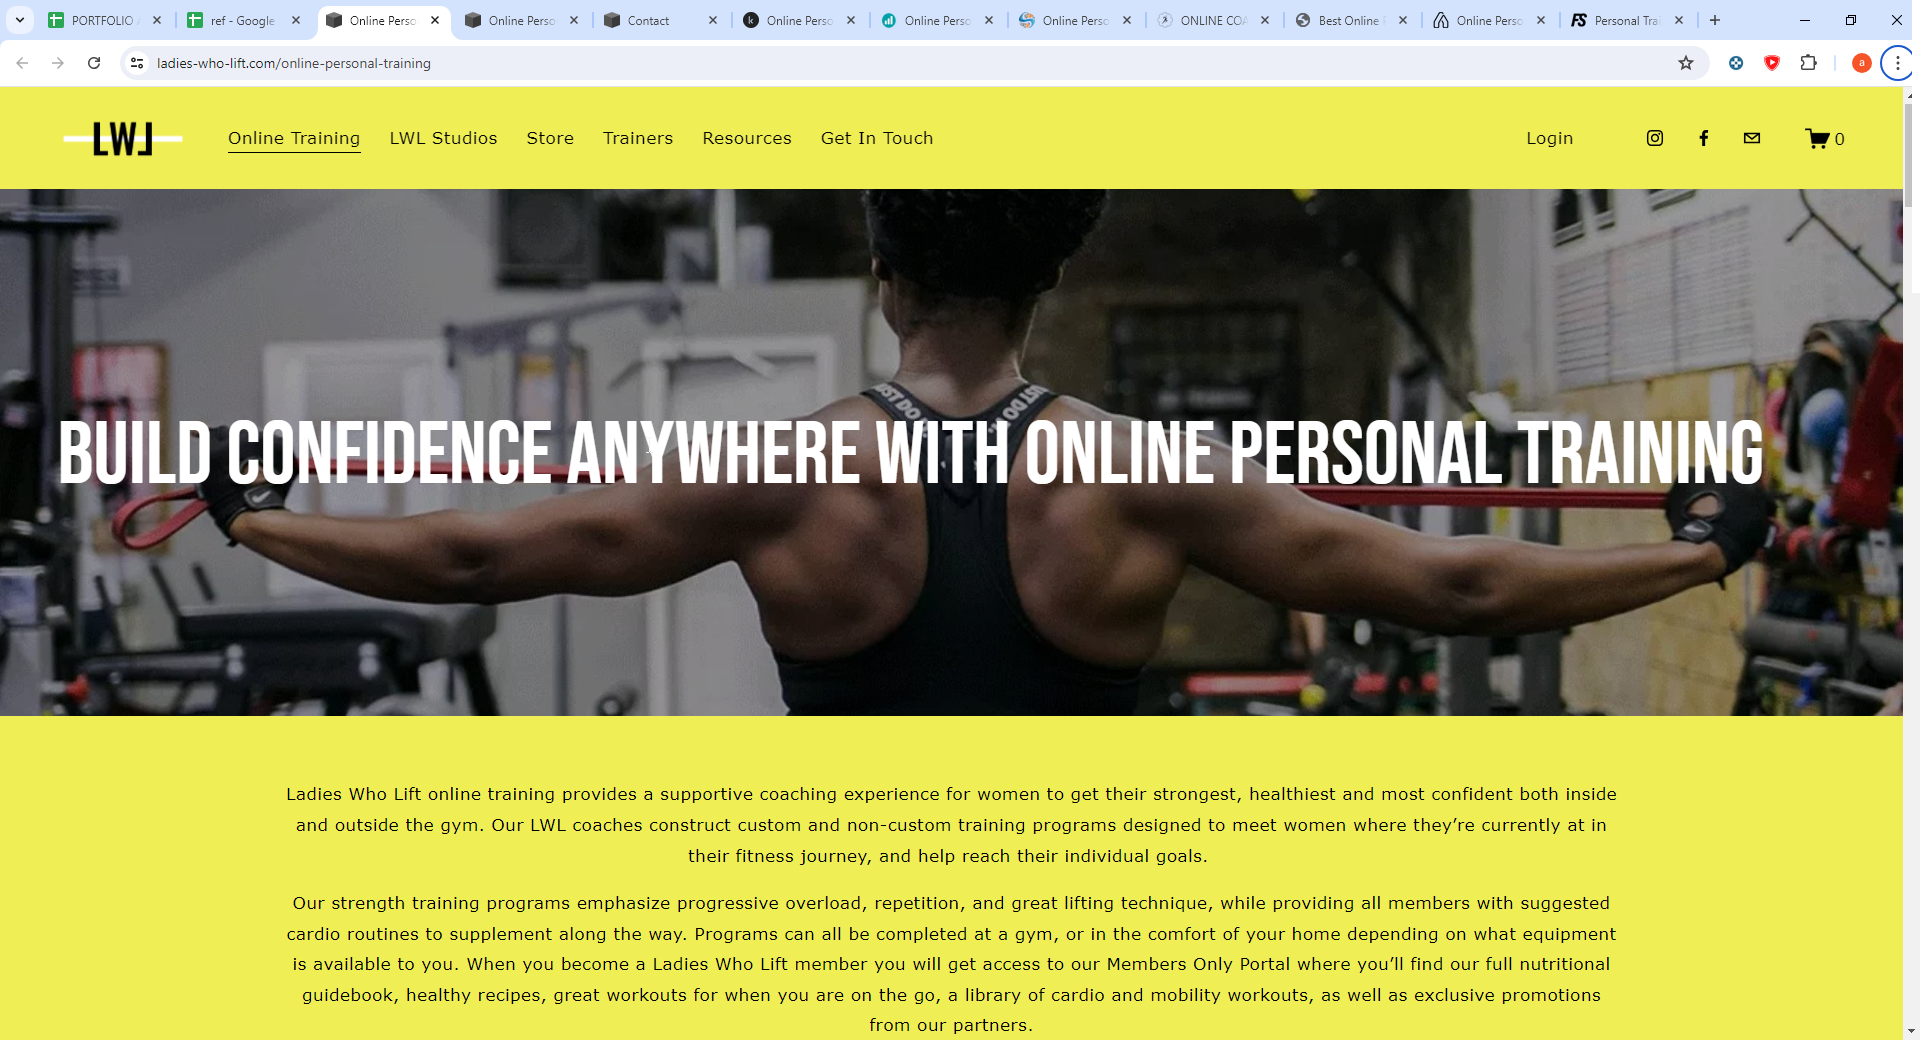 PORTFOLIO
ref - Google
Online Perso
Online Perso
Contact
Online Perso
Online Perso
Online Perso
ONLINE COA
Best Online
Online Perso
Personal Trai
ladies-who-lift.com/online-personal-training
a
LWL
Online Training
LWL Studios
Store
Trainers
Resources
Get In Touch
Login
0
JUST DO
JUST DO
BUILD CONFIDENCE ANYWHERE WITH ONLINE PERSONAL TRAINING
Ladies Who Lift online training provides a supportive coaching experience for women to get their strongest, healthiest and most confident both inside
and outside the gym. Our LWL coaches construct custom and non-custom training programs designed to meet women where they’re currently at in
their fitness journey, and help reach their individual goals.
Our strength training programs emphasize progressive overload, repetition, and great lifting technique, while providing all members with suggested
cardio routines to supplement along the way. Programs can all be completed at a gym, or in the comfort of your home depending on what equipment
is available to you. When you become a Ladies Who Lift member you will get access to our Members Only Portal where you’ll find our full nutritional
guidebook, healthy recipes, great workouts for when you are on the go, a library of cardio and mobility workouts, as well as exclusive promotions
from our partners.